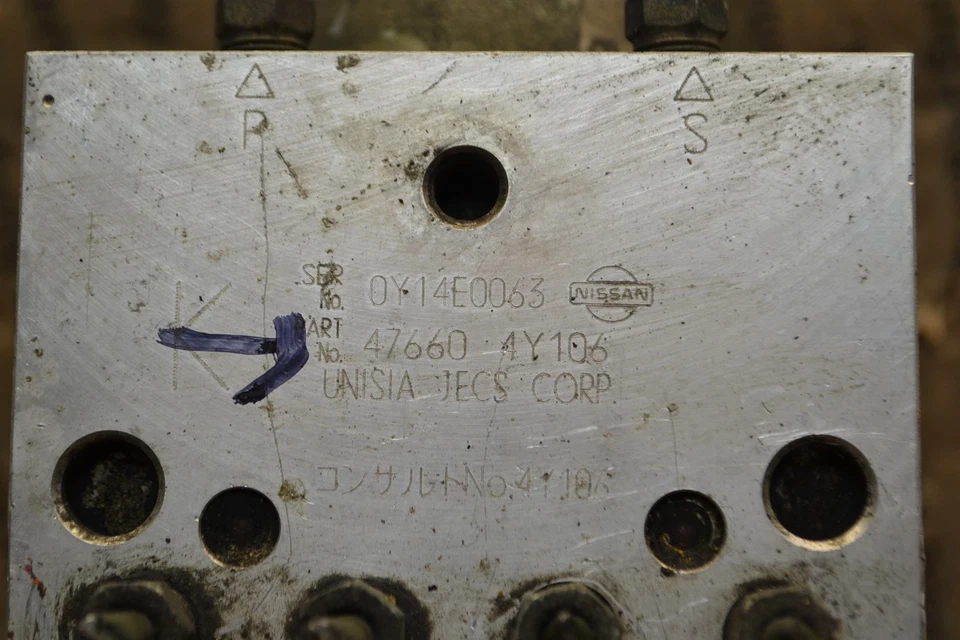 P S
SER No. 0Y14E0063 NISSAN
PART No. 47660 4Y106
UNISIA JECS CORP.
コンサルトNo.4Y106
K